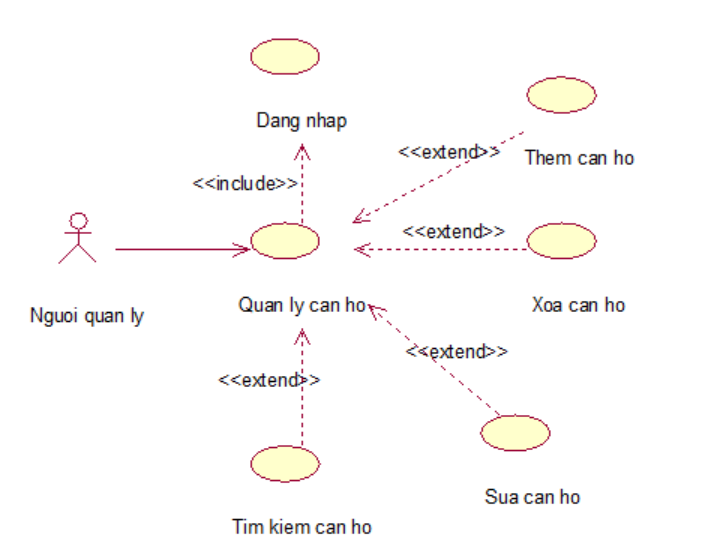 Dang nhap
<<extend>>
Them can ho
<<include>>
<<extend>>
Nguoi quan ly
Quan ly can ho
Xoa can ho
<<extend>>
<<extend>>
Sua can ho
Tim kiem can ho